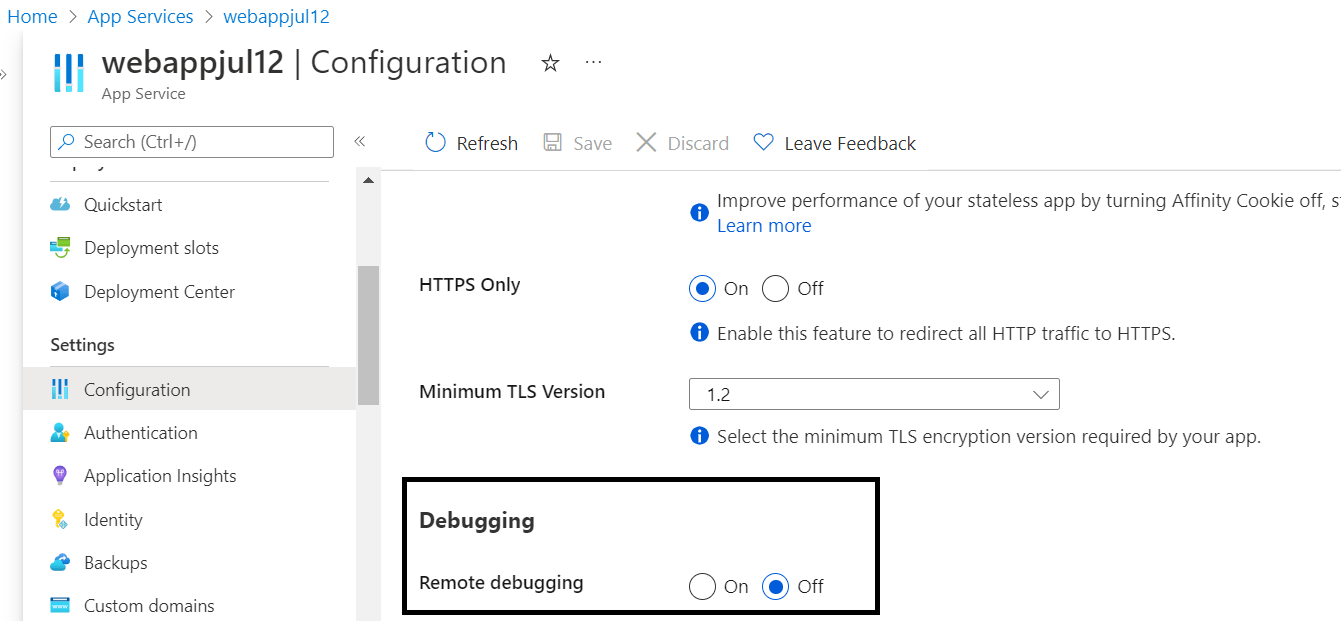 Home > App Services > webappjul12
webappjul12 | Configuration
App Service
Search (Ctrl+/)
Quickstart
Deployment slots
Deployment Center
Settings
Configuration
Authentication
Application Insights
Identity
Backups
Custom domains
Refresh Save Discard Leave Feedback
Improve performance of your stateless app by turning Affinity Cookie off,
Learn more
HTTPS Only On Off
Enable this feature to redirect all HTTP traffic to HTTPS.
Minimum TLS Version 1.2
Select the minimum TLS encryption version required by your app.
Debugging
Remote debugging On Off